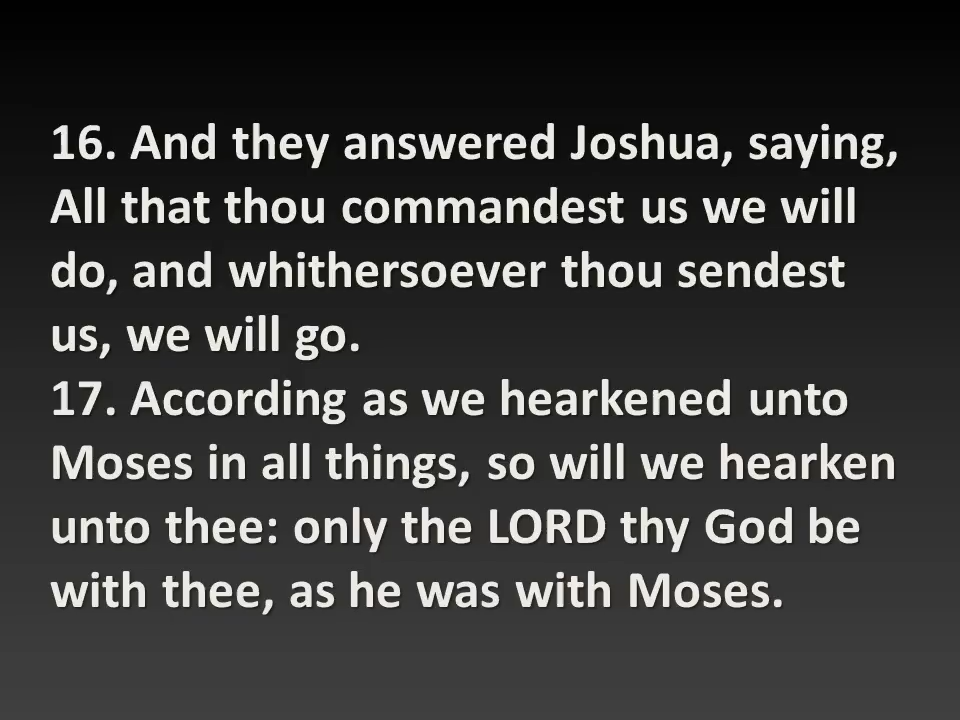 16. And they answered Joshua, saying,
All that thou commandest us we will
do, and whithersoever thou sendest
us, we will go.
17. According as we hearkened unto
Moses in all things, so will we hearken
unto thee: only the LORD thy God be
with thee, as he was with Moses.